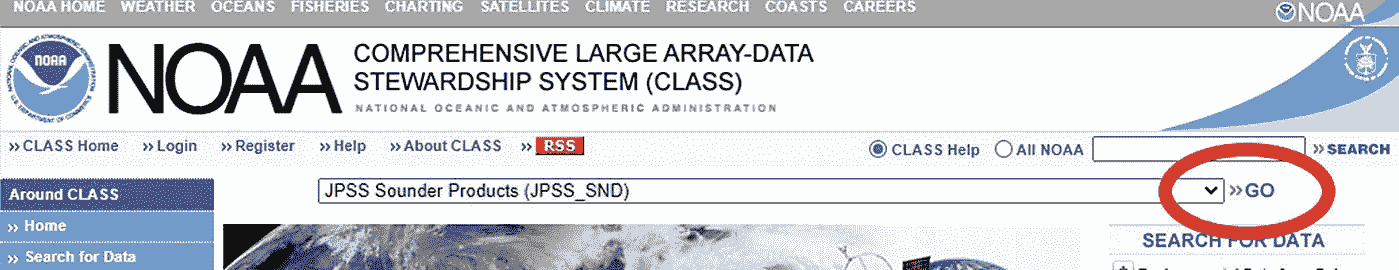 NOAA HOME WEATHER OCEANS FISHERIES CHARTING SATELLITES CLIMATE RESEARCH COASTS CAREERS
NOAA
NOAA
NOAA
COMPREHENSIVE LARGE ARRAY-DATA
STEWARDSHIP SYSTEM (CLASS)
NATIONAL OCEANIC AND ATMOSPHERIC ADMINISTRATION
» CLASS Home » Login » Register » Help » About CLASS » RSS CLASS Help All NOAA » SEARCH
Around CLASS
JPSS Sounder Products (JPSS_SND) » GO
» Home
» Search for Data
SEARCH FOR DATA